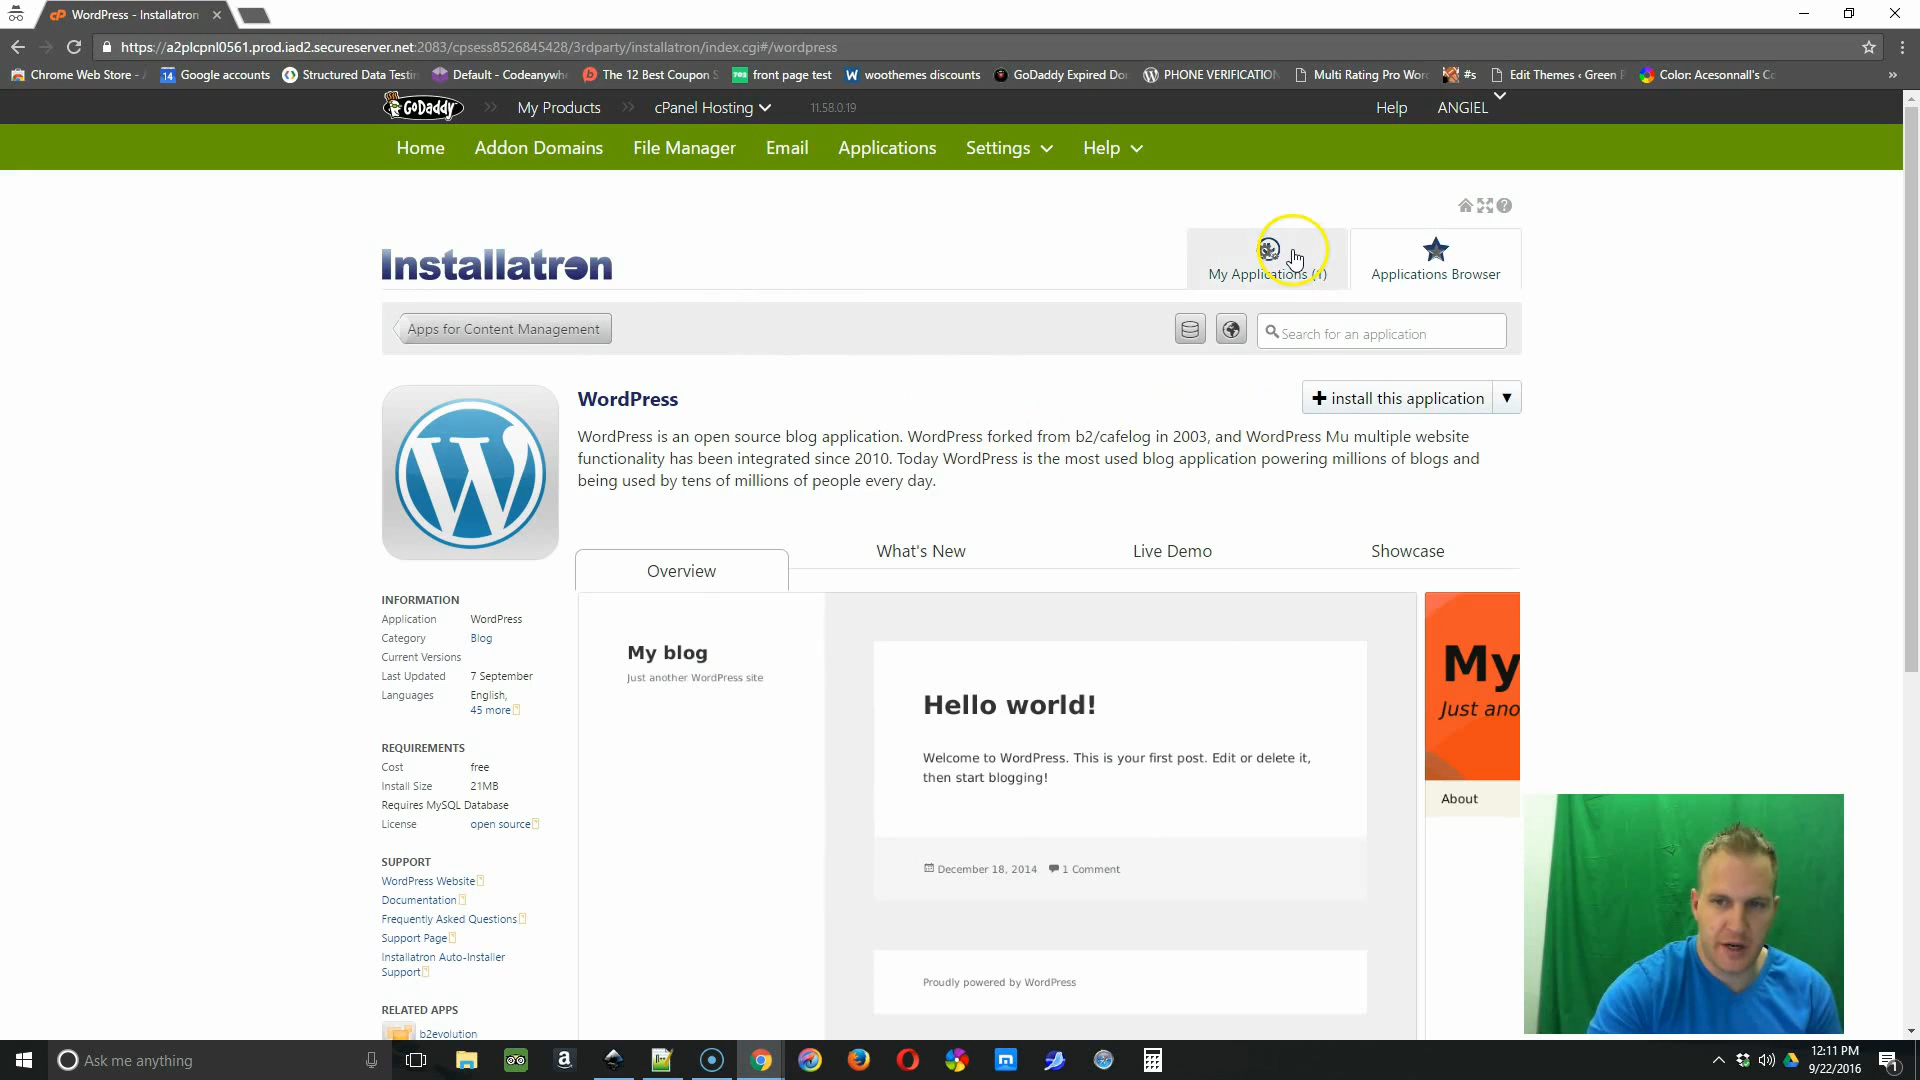 WordPress - Installatron
https://a2plcpnl0561.prod.iad2.secureserver.net:2083/cpsess8526845428/3rdparty/installatron/index.cgi#/wordpress
Chrome Web Store - 14 Google accounts Structured Data Testin Default - Codeanywhe The 12 Best Coupon S front page test woothemes discounts GoDaddy Expired Do PHONE VERIFICATION Multi Rating Pro Word #s Edit Themes ‹ Green P Color: Acesonnall's Co »
GoDaddy My Products cPanel Hosting 11.58.0.19 Help ANGIEL
Home Addon Domains File Manager Email Applications Settings Help
Installatron
My Applications (1) Applications Browser
Apps for Content Management Search for an application
WordPress
+ install this application
WordPress is an open source blog application. WordPress forked from b2/cafelog in 2003, and WordPress Mu multiple website
functionality has been integrated since 2010. Today WordPress is the most used blog application powering millions of blogs and
being used by tens of millions of people every day.
Overview What's New Live Demo Showcase
INFORMATION
Application WordPress
Category Blog
Current Versions
Last Updated 7 September
Languages English,
45 more
REQUIREMENTS
Cost free
Install Size 21MB
Requires MySQL Database
License open source
SUPPORT
WordPress Website
Documentation
Frequently Asked Questions
Support Page
Installatron Auto-Installer
Support
RELATED APPS
b2evolution
My blog
Just another WordPress site
Hello world!
Welcome to WordPress. This is your first post. Edit or delete it,
then start blogging!
December 18, 2014 1 Comment
Proudly powered by WordPress
My
Just ano
About
Ask me anything
12:11 PM
9/22/2016
1